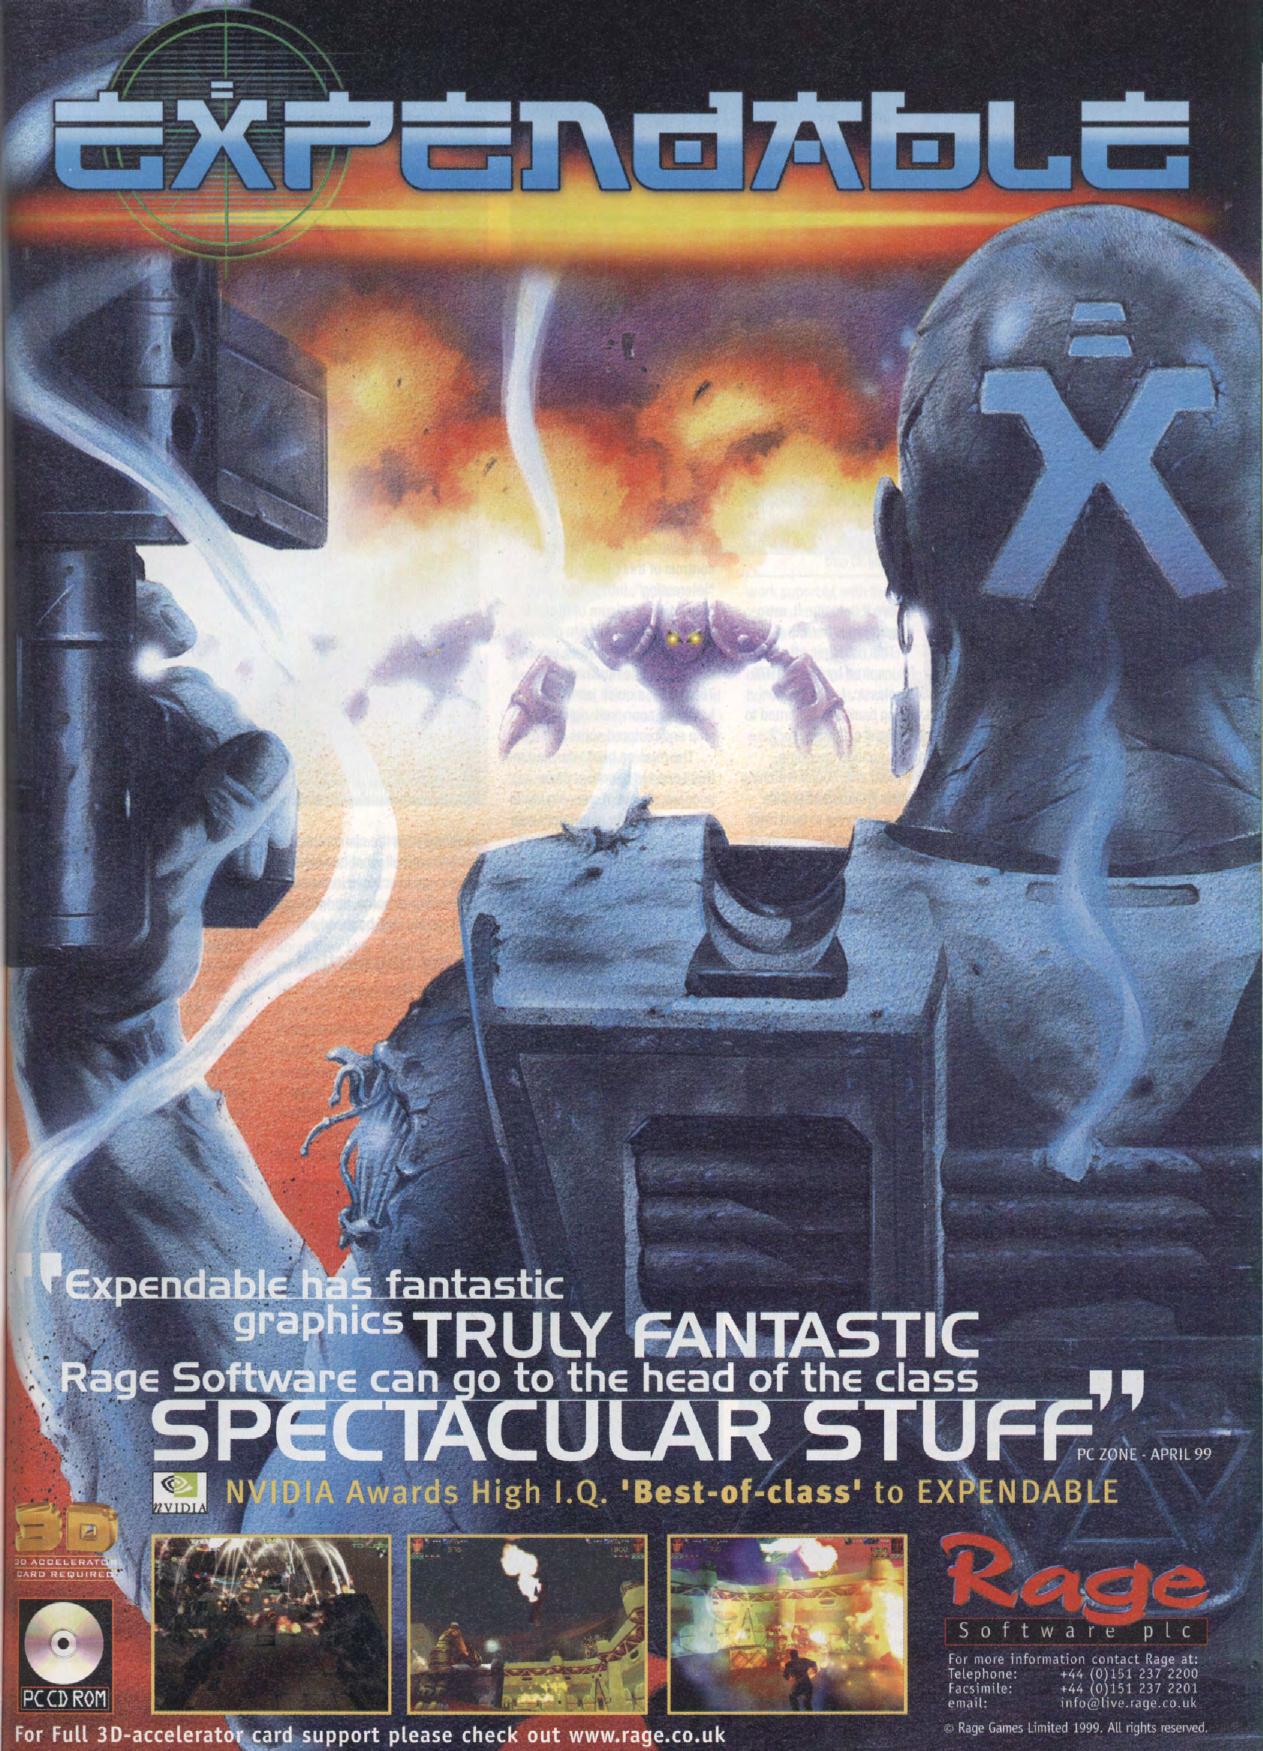 EXPENDABLE
X
"Expendable has fantastic
graphics TRULY FANTASTIC
Rage Software can go to the head of the class
SPECTACULAR STUFF"
PC ZONE - APRIL 99
NVIDIA
NVIDIA Awards High I.Q. 'Best-of-class' to EXPENDABLE
3D
3D ACCELERATOR
CARD REQUIRED
PC CD ROM
Rage
Software plc
For more information contact Rage at:
Telephone: +44 (0)151 237 2200
Facsimile: +44 (0)151 237 2201
email: info@live.rage.co.uk
© Rage Games Limited 1999. All rights reserved.
For Full 3D-accelerator card support please check out www.rage.co.uk